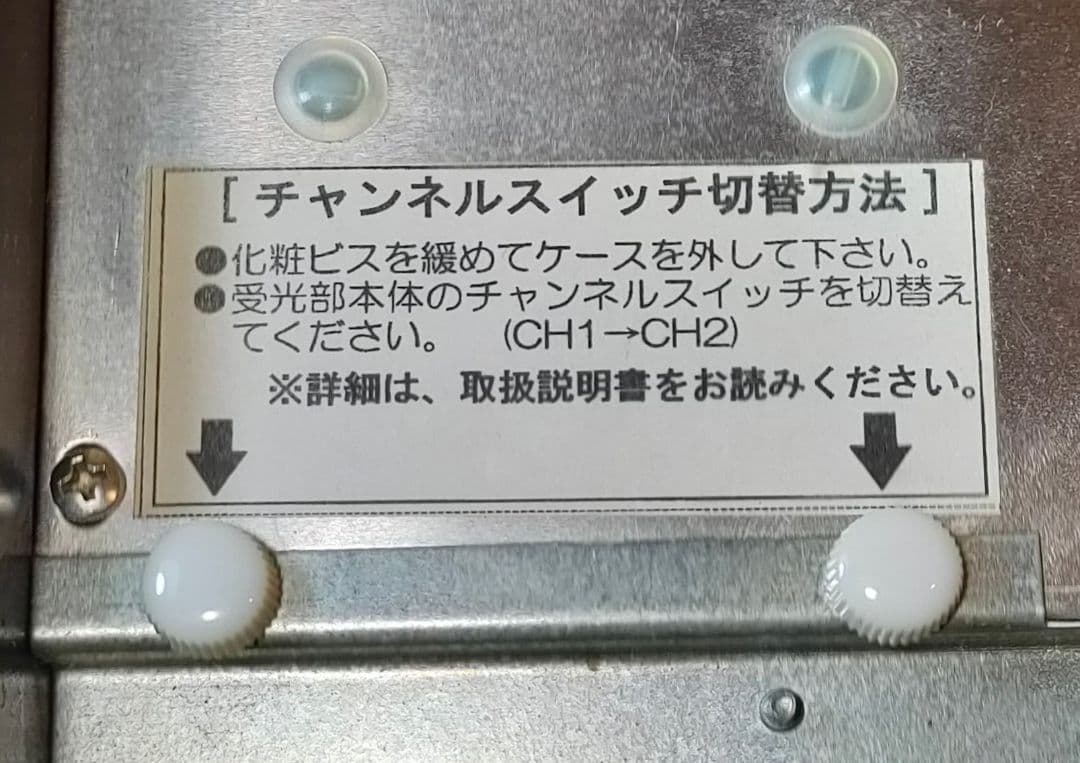 [ チャンネルスイッチ切替方法 ]
●化粧ビスを緩めてケースを外して下さい。
●受光部本体のチャンネルスイッチを切替え
てください。 (CH1→CH2)
※詳細は、取扱説明書をお読みください。